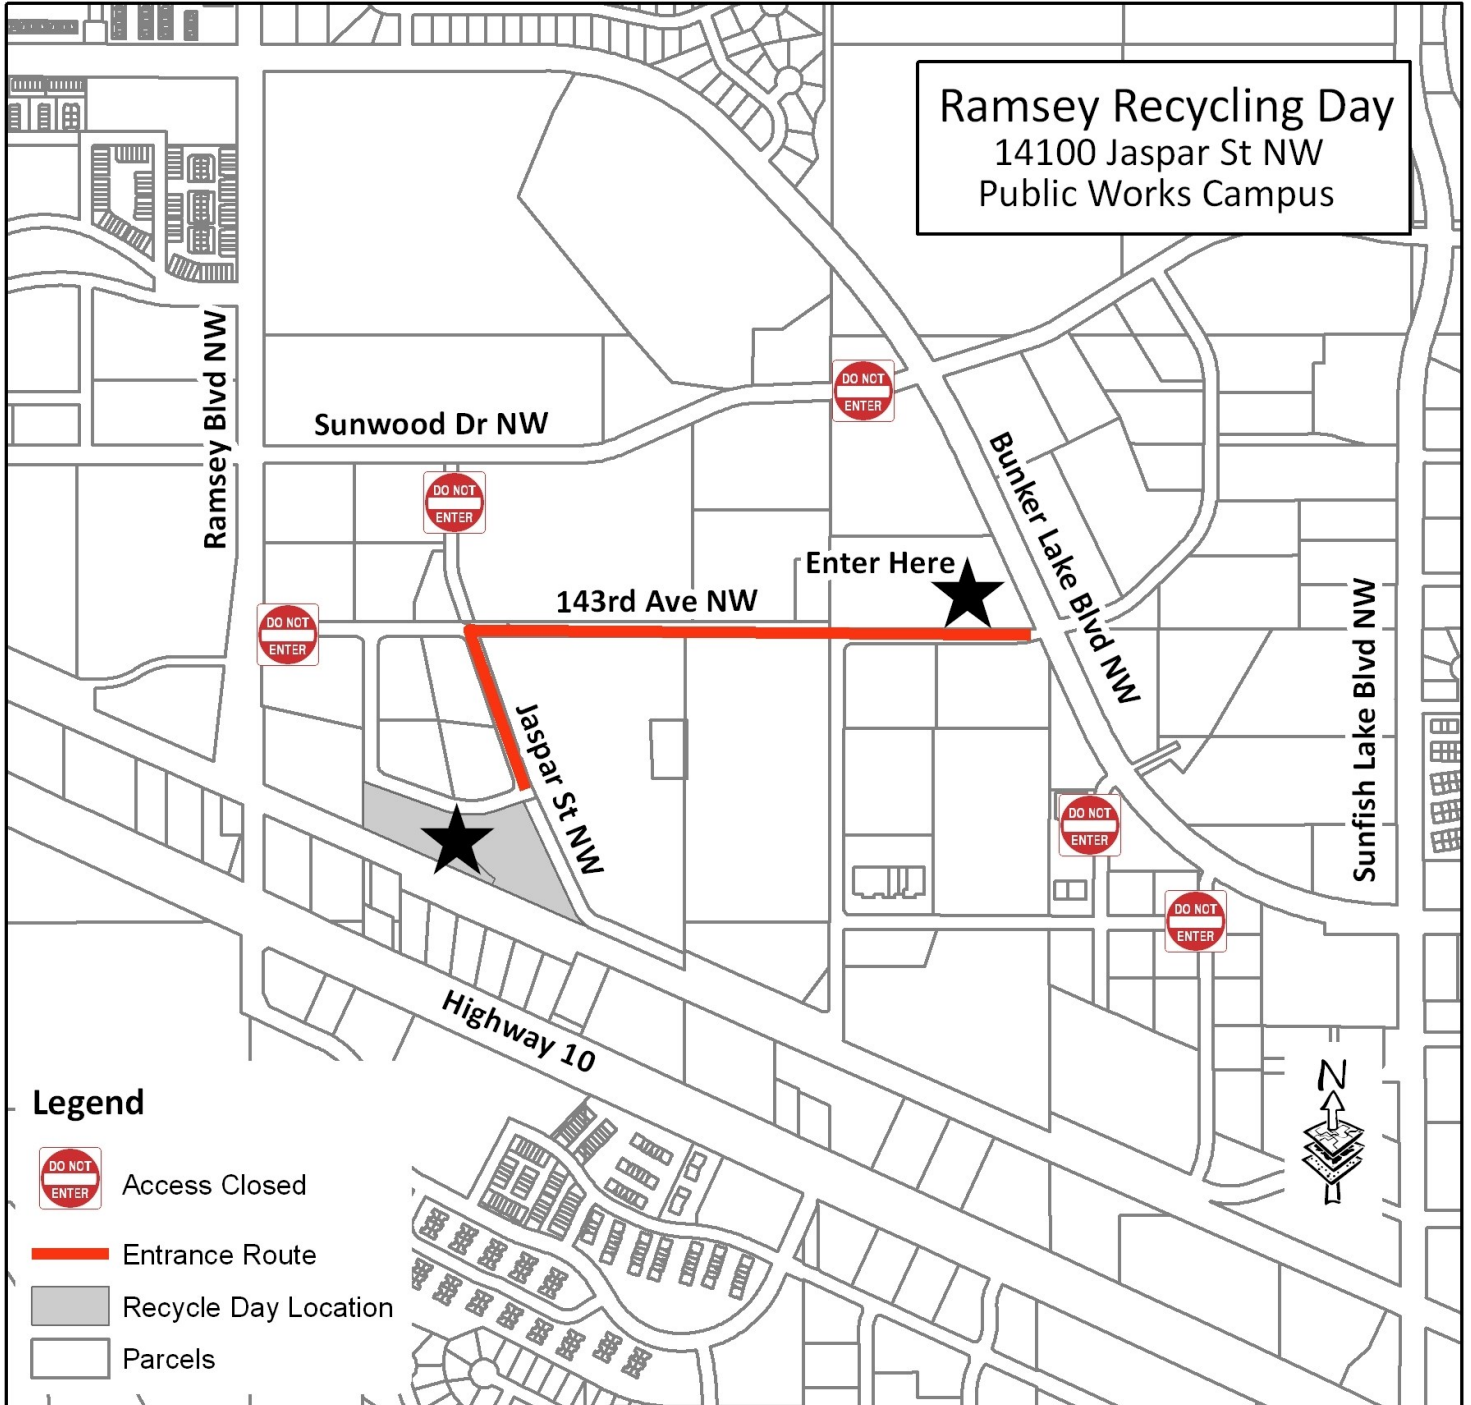 Ramsey Recycling Day
14100 Jaspar St NW
Public Works Campus
Ramsey Blvd NW
Sunwood Dr NW
DO NOT
ENTER
DO NOT
ENTER
Bunker Lake Blvd NW
Enter Here
143rd Ave NW
DO NOT
ENTER
Jaspar St NW
Sunfish Lake Blvd NW
DO NOT
ENTER
DO NOT
ENTER
Highway 10
N
Legend
DO NOT
ENTER
Access Closed
Entrance Route
Recycle Day Location
Parcels